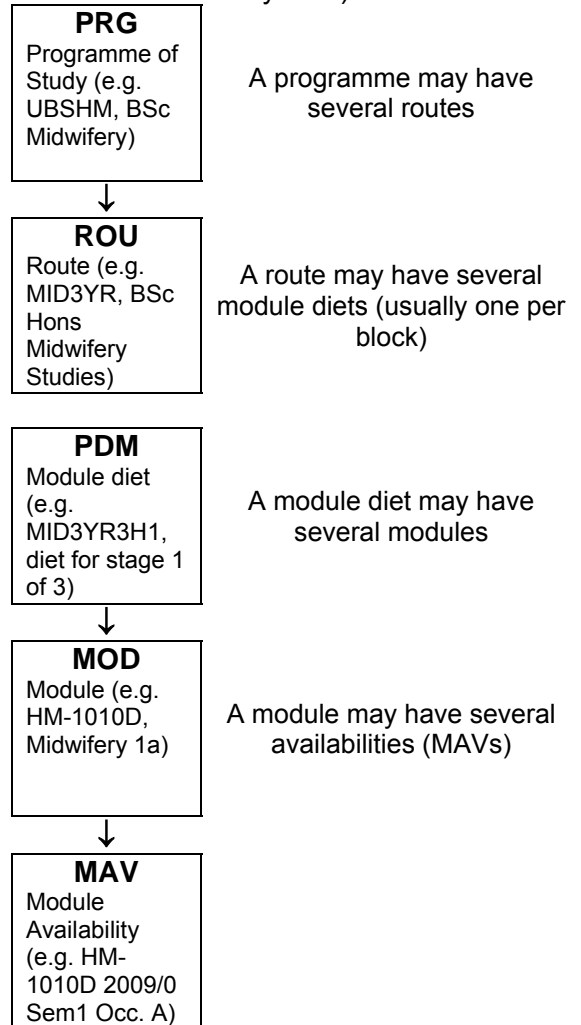 PRG
Programme of
Study (e.g.
UBSHM, BSc
Midwifery)
A programme may have
several routes
↓
ROU
Route (e.g.
MID3YR, BSc
Hons
Midwifery
Studies)
A route may have several
module diets (usually one per
block)
PDM
Module diet
(e.g.
MID3YR3H1,
diet for stage 1
of 3)
A module diet may have
several modules
↓
MOD
Module (e.g.
HM-1010D,
Midwifery 1a)
A module may have several
availabilities (MAVs)
↓
MAV
Module
Availability
(e.g. HM-
1010D 2009/0
Sem1 Occ. A)